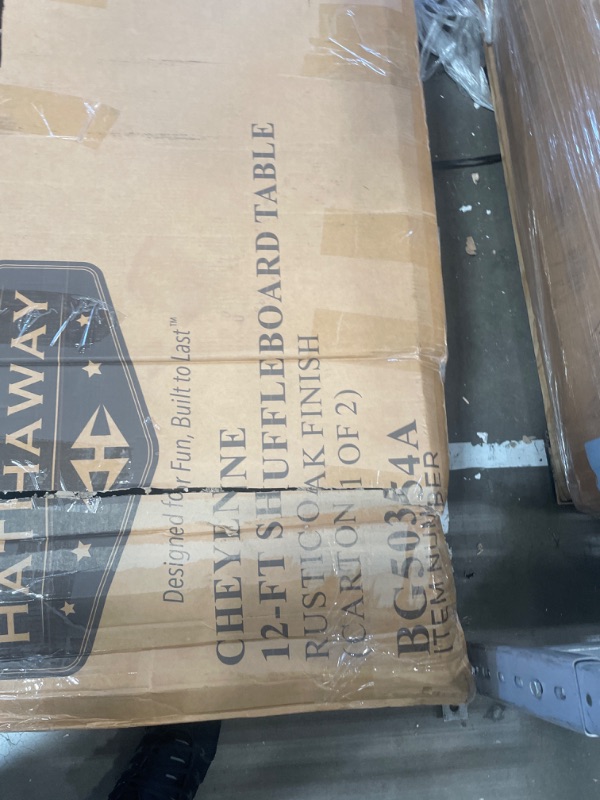 HATHAWAY
Designed for Fun, Built to Last™
CHEYENNE
12-FT SHUFFLEBOARD TABLE
RUSTIC OAK FINISH
(CARTON 1 OF 2)
BG50354A
ITEM NUMBER